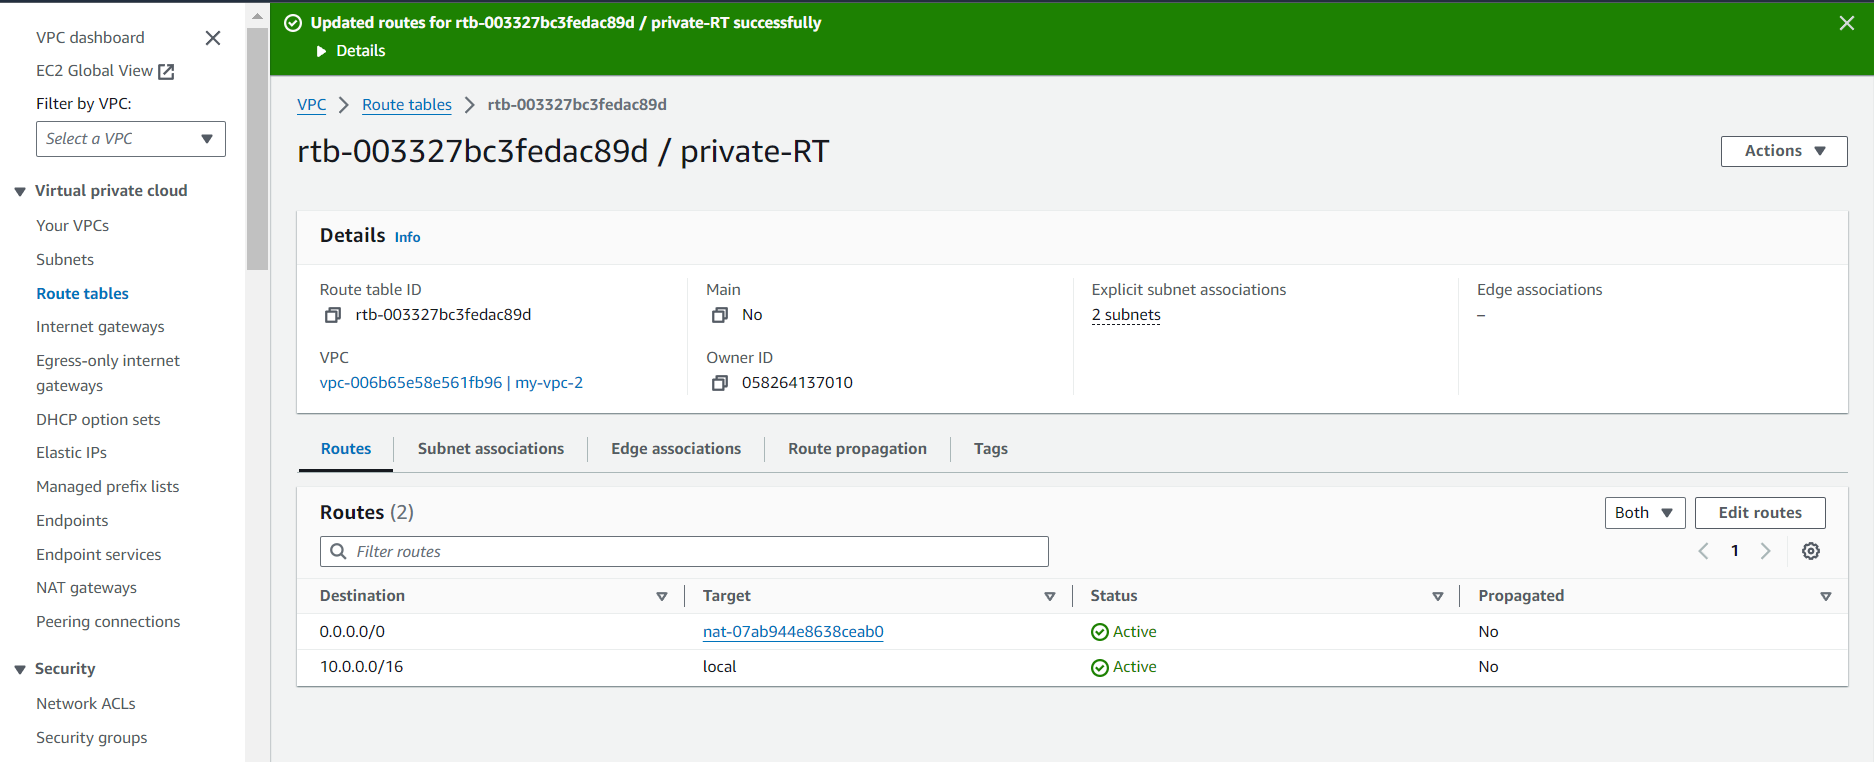 Updated routes for rtb-003327bc3fedac89d / private-RT successfully
Details
VPC dashboard
EC2 Global View
Filter by VPC:
Select a VPC
Virtual private cloud
Your VPCs
Subnets
Route tables
Internet gateways
Egress-only internet
gateways
DHCP option sets
Elastic IPs
Managed prefix lists
Endpoints
Endpoint services
NAT gateways
Peering connections
Security
Network ACLs
Security groups
VPC > Route tables > rtb-003327bc3fedac89d
rtb-003327bc3fedac89d / private-RT
Actions
Details Info
Route table ID
rtb-003327bc3fedac89d
Main
No
Explicit subnet associations
2 subnets
Edge associations
–
VPC
vpc-006b65e58e561fb96 | my-vpc-2
Owner ID
058264137010
Routes Subnet associations Edge associations Route propagation Tags
Routes (2)
Both Edit routes
Filter routes
1
Destination Target Status Propagated
0.0.0.0/0 nat-07ab944e8638ceab0 Active No
10.0.0.0/16 local Active No